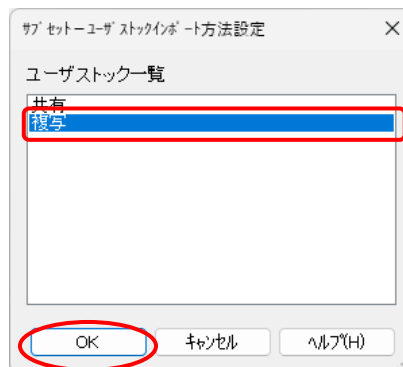 ｻﾌﾞｾｯﾄーﾕｰｻﾞｽﾄｯｸｲﾝﾎﾟｰﾄ方法設定
ユーザストック一覧
共有
複写
OK
ｷｬﾝｾﾙ
ﾍﾙﾌﾟ(H)